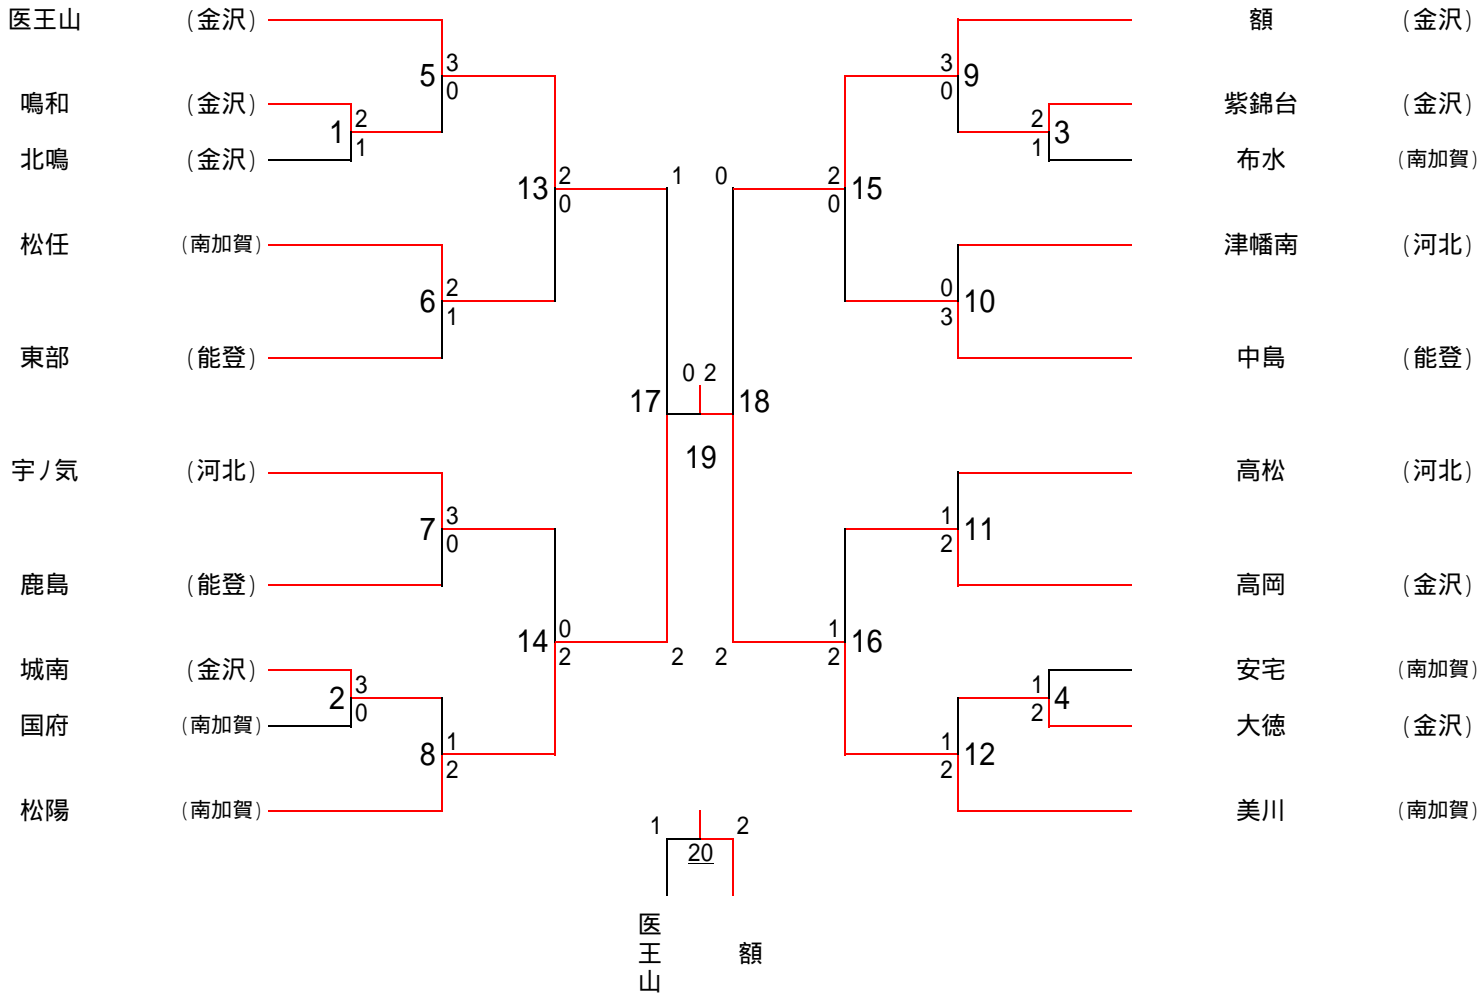 医王山 (金沢)
5 3 0
鳴和 (金沢)
1 2 1
北鳴 (金沢)
13 2 0
松任 (南加賀)
6 2 1
東部 (能登)
宇ノ気 (河北)
7 3 0
鹿島 (能登)
14 0 2
城南 (金沢)
2 3 0
国府 (南加賀)
8 1 2
松陽 (南加賀)
1 0
17 0 2 18
19
2 2
額 (金沢)
3 0 9
紫錦台 (金沢)
2 1 3
布水 (南加賀)
2 0 15
津幡南 (河北)
0 3 10
中島 (能登)
高松 (河北)
1 2 11
高岡 (金沢)
1 2 16
安宅 (南加賀)
1 2 4
大徳 (金沢)
1 2 12
美川 (南加賀)
1 2
20
医王山 額